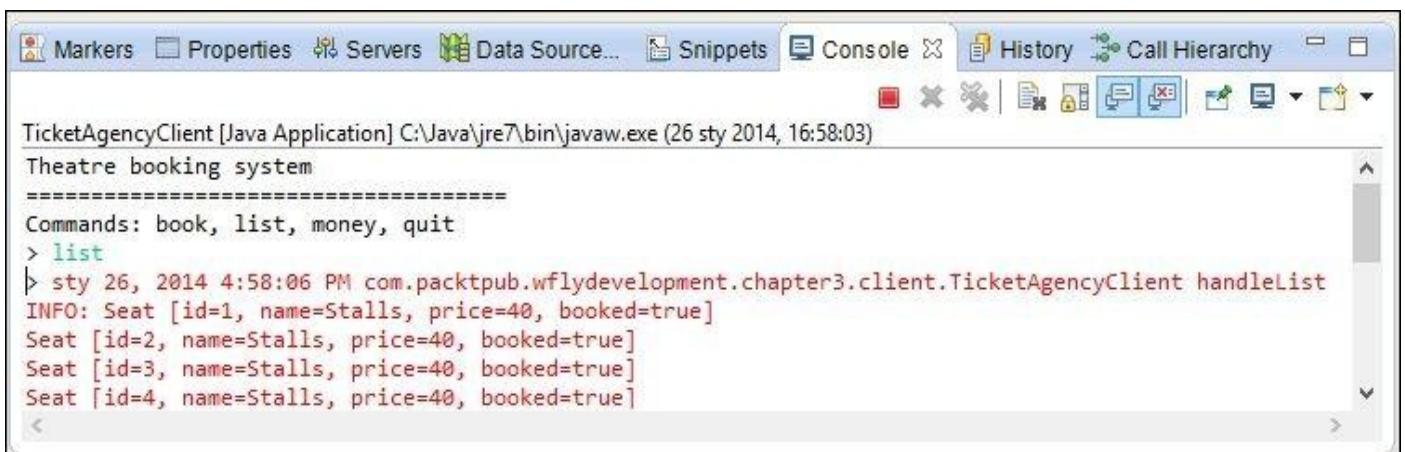 Markers Properties Servers Data Source... Snippets Console History Call Hierarchy
TicketAgencyClient [Java Application] C:\Java\jre7\bin\javaw.exe (26 sty 2014, 16:58:03)
Theatre booking system
=====================================
Commands: book, list, money, quit
> list
> sty 26, 2014 4:58:06 PM com.packtpub.wflydevelopment.chapter3.client.TicketAgencyClient handleList
INFO: Seat [id=1, name=Stalls, price=40, booked=true]
Seat [id=2, name=Stalls, price=40, booked=true]
Seat [id=3, name=Stalls, price=40, booked=true]
Seat [id=4, name=Stalls, price=40, booked=true]